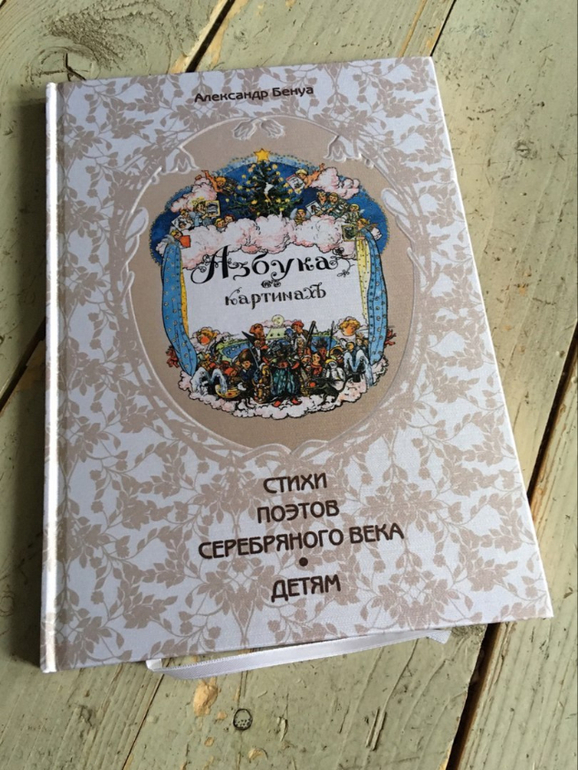 Александр Бенуа
Азбука
въ
картинахъ
СТИХИ
ПОЭТОВ
СЕРЕБРЯНОГО ВЕКА
•
ДЕТЯМ